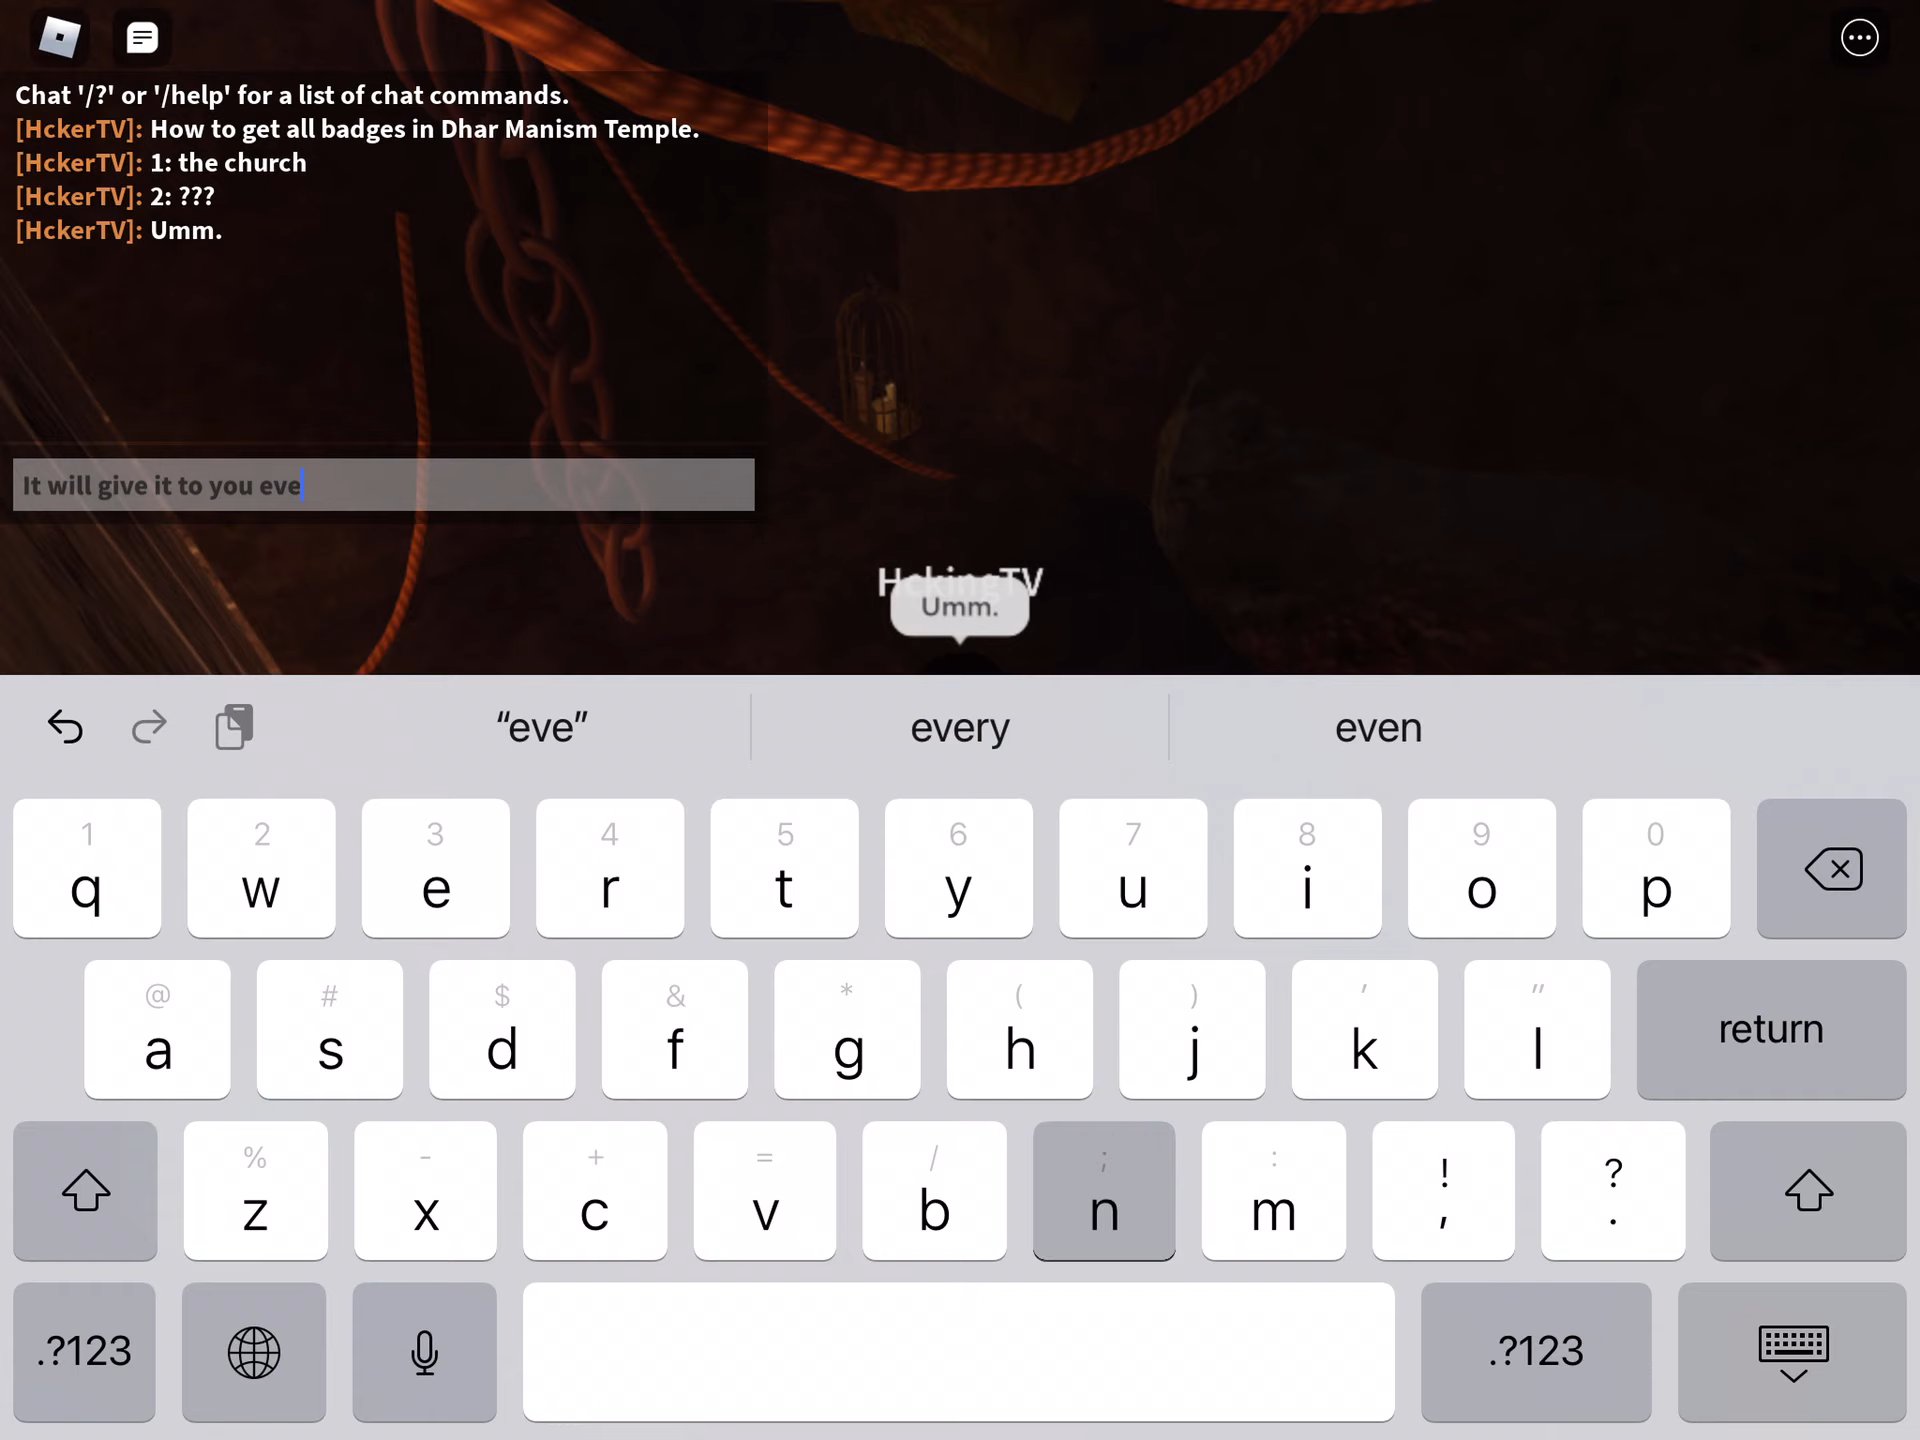 Chat '/?' or '/help' for a list of chat commands.
[HckerTV]: How to get all badges in Dhar Manism Temple.
[HckerTV]: 1: the church
[HckerTV]: 2: ???
[HckerTV]: Umm.
It will give it to you eve
HckingTV
Umm.
“eve” every even
1 2 3 4 5 6 7 8 9 0
q w e r t y u i o p
@ # $ & * ( ) ' "
a s d f g h j k l return
% - + = / ; : ! ?
z x c v b n m , .
.?123 .?123